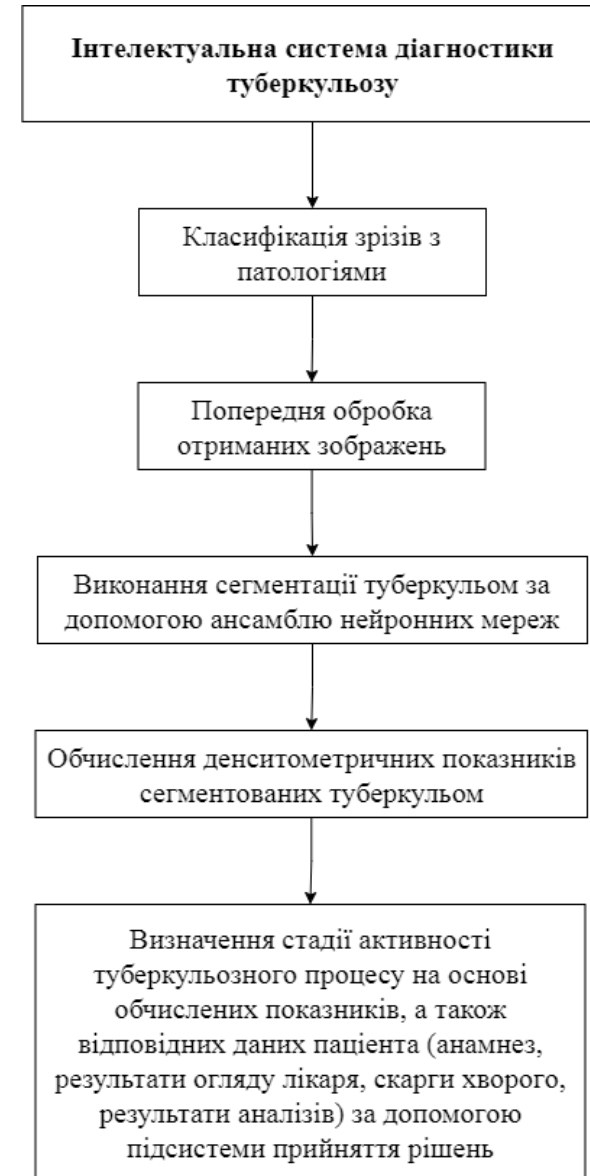 Інтелектуальна система діагностики
туберкульозу
Класифікація зрізів з
патологіями
Попередня обробка
отриманих зображень
Виконання сегментації туберкульом за
допомогою ансамблю нейронних мереж
Обчислення денситометричних показників
сегментованих туберкульом
Визначення стадії активності
туберкульозного процесу на основі
обчислених показників, а також
відповідних даних пацієнта (анамнез,
результати огляду лікаря, скарги хворого,
результати аналізів) за допомогою
підсистеми прийняття рішень